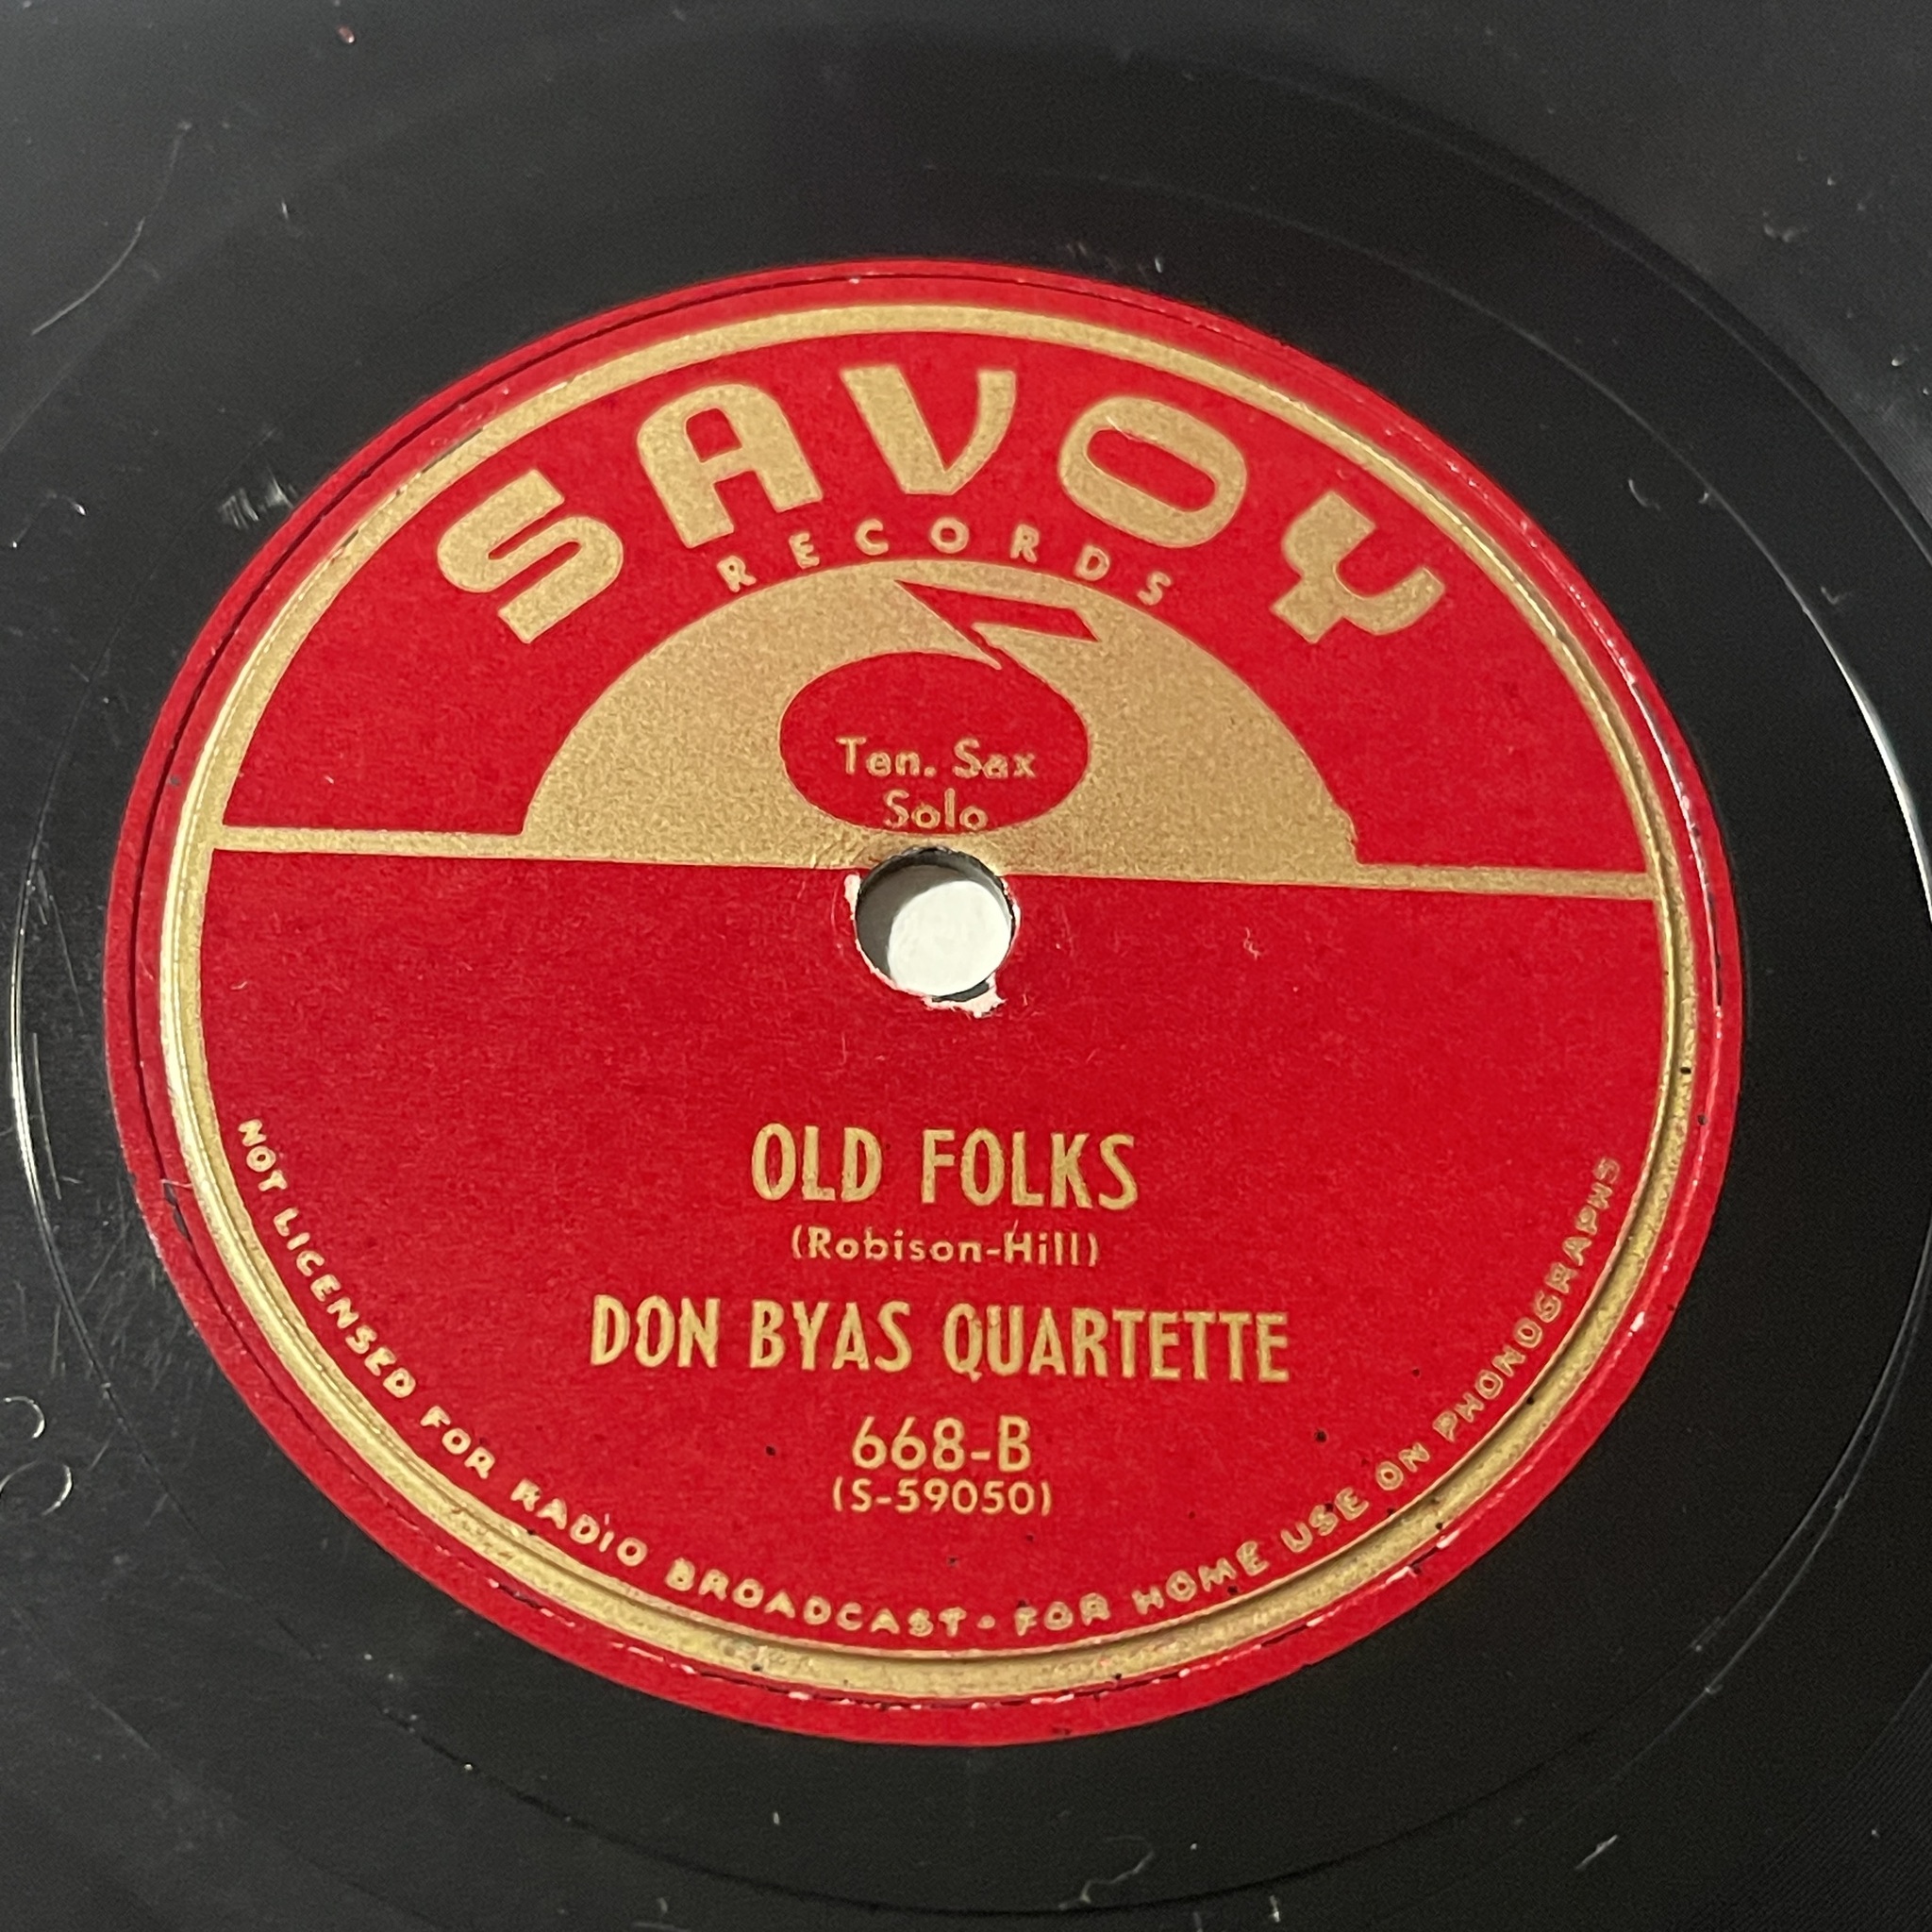 SAVOY
RECORDS
Ten. Sax
Solo
OLD FOLKS
(Robison-Hill)
DON BYAS QUARTETTE
668-B
(S-59050)
NOT LICENSED FOR RADIO BROADCAST · FOR HOME USE ON PHONOGRAPHS